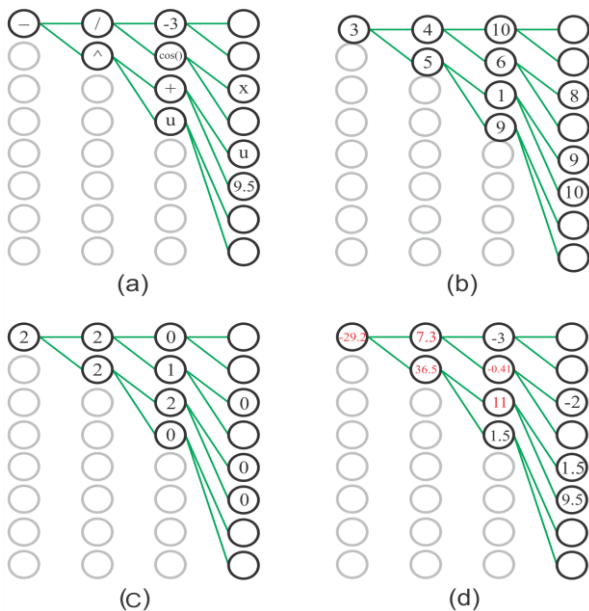 – / -3
^ cos()
+ x
u
u
9.5
(a)
3 4 10
5 6
1 8
9
9
10
(b)
2 2 0
2 1
2 0
0
0
0
(C)
-29.2 7.3 -3
36.5 -0.41
11 -2
1.5
1.5
9.5
(d)